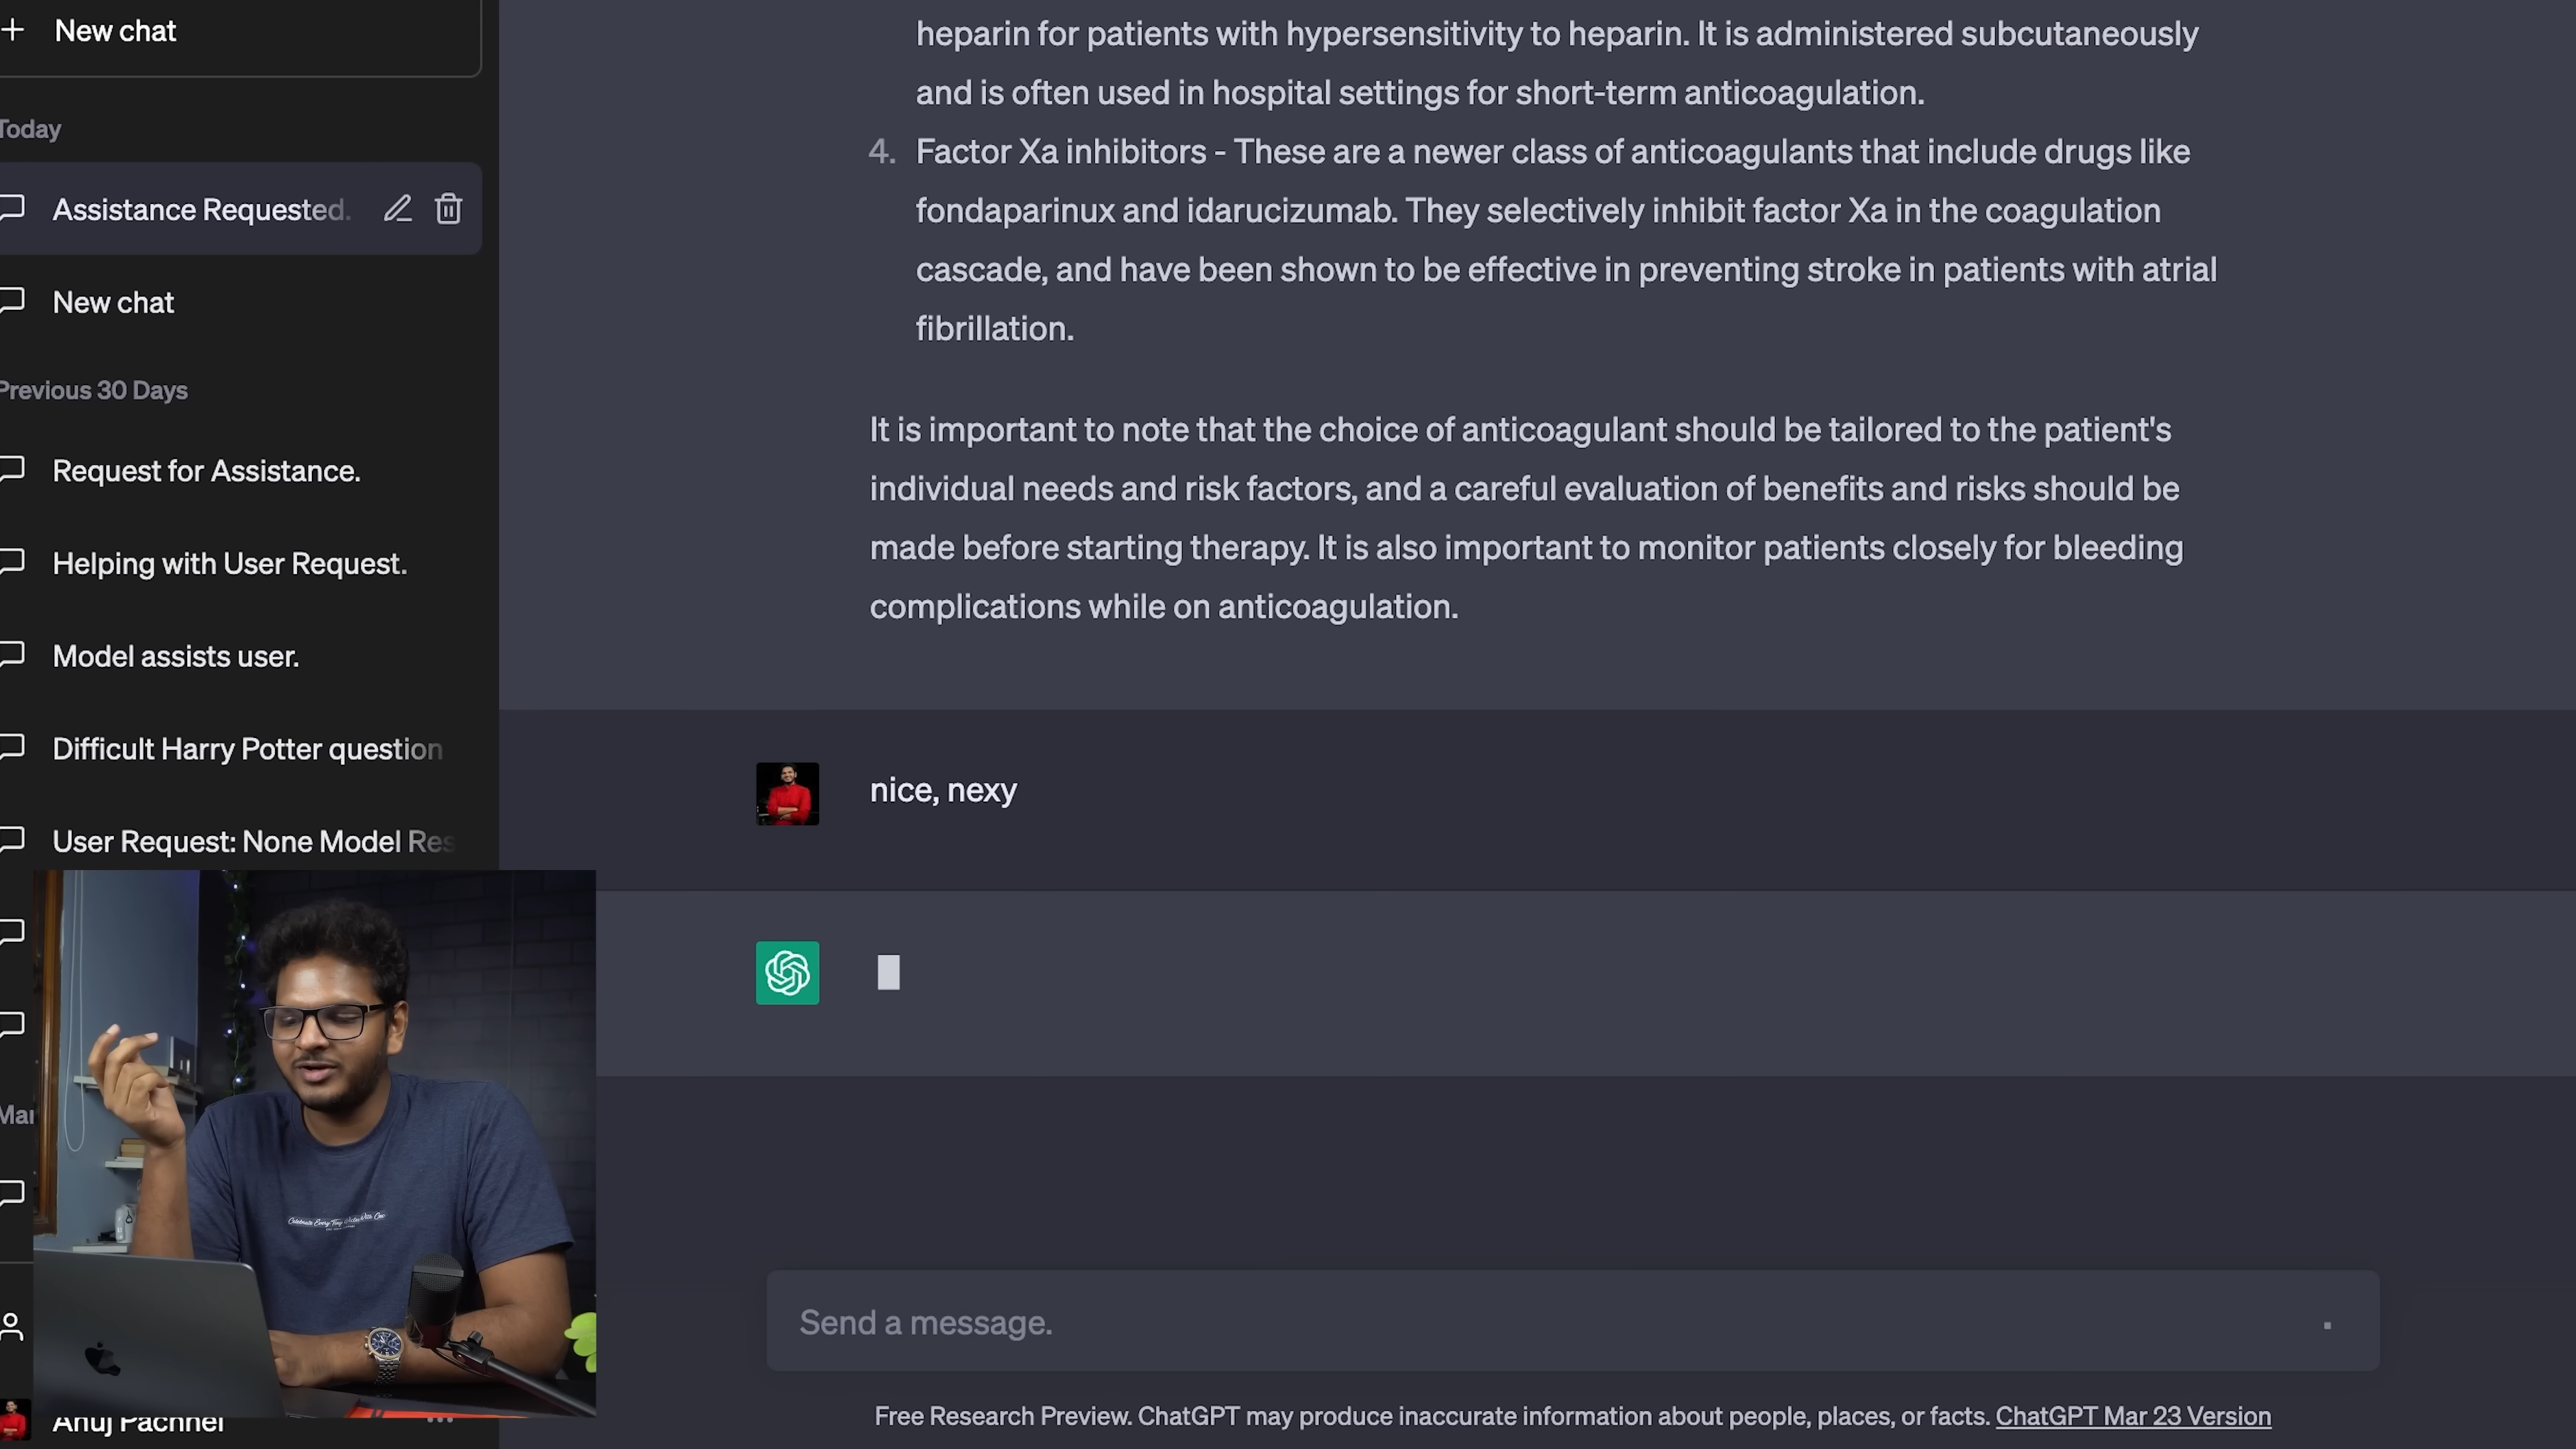 New chat
Today
Assistance Requested.
New chat
Previous 30 Days
Request for Assistance.
Helping with User Request.
Model assists user.
Difficult Harry Potter question
User Request: None Model Res
Mar
Anuj Pachhel
heparin for patients with hypersensitivity to heparin. It is administered subcutaneously
and is often used in hospital settings for short-term anticoagulation.
4. Factor Xa inhibitors - These are a newer class of anticoagulants that include drugs like
fondaparinux and idarucizumab. They selectively inhibit factor Xa in the coagulation
cascade, and have been shown to be effective in preventing stroke in patients with atrial
fibrillation.
It is important to note that the choice of anticoagulant should be tailored to the patient's
individual needs and risk factors, and a careful evaluation of benefits and risks should be
made before starting therapy. It is also important to monitor patients closely for bleeding
complications while on anticoagulation.
nice, nexy
Send a message.
Free Research Preview. ChatGPT may produce inaccurate information about people, places, or facts. ChatGPT Mar 23 Version